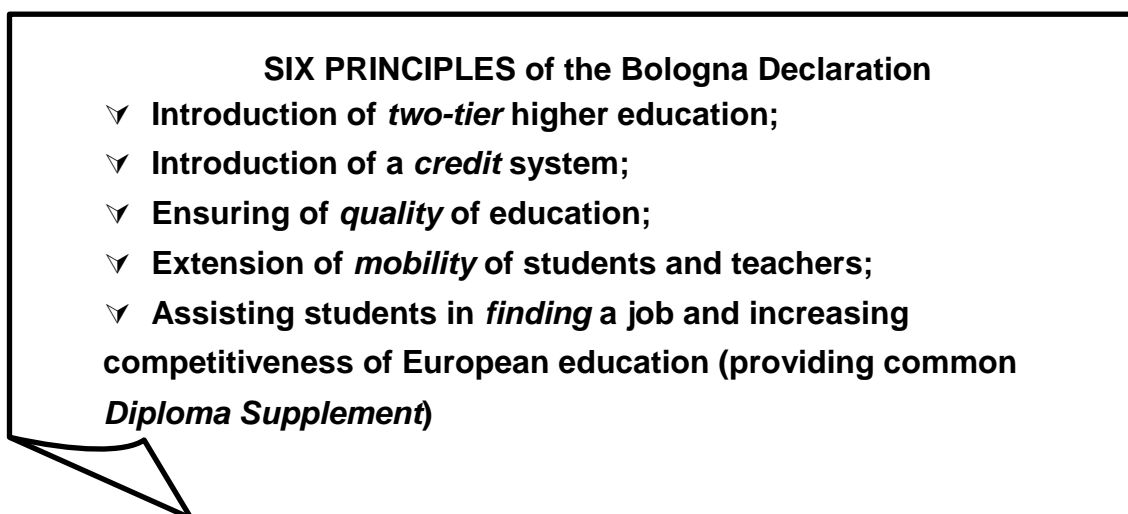 SIX PRINCIPLES of the Bologna Declaration
⮛ Introduction of two-tier higher education;
⮛ Introduction of a credit system;
⮛ Ensuring of quality of education;
⮛ Extension of mobility of students and teachers;
⮛ Assisting students in finding a job and increasing
competitiveness of European education (providing common
Diploma Supplement)